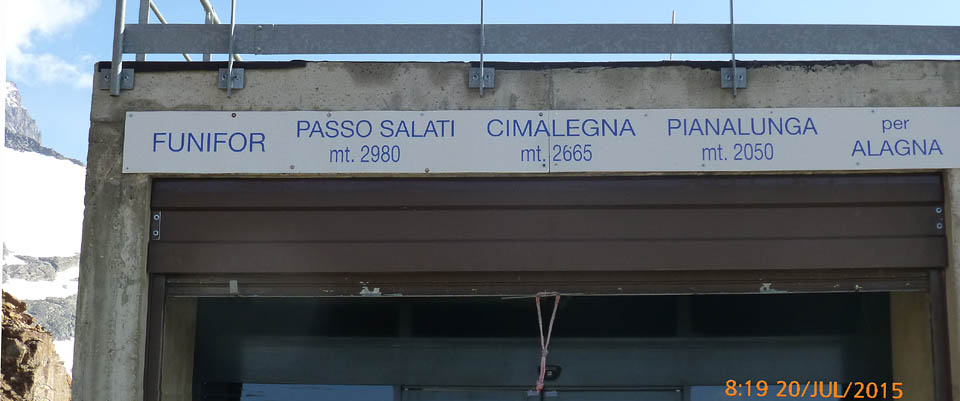 FUNIFOR
PASSO SALATI
mt. 2980
CIMALEGNA
mt. 2665
PIANALUNGA
mt. 2050
per
ALAGNA
8:19 20/JUL/2015